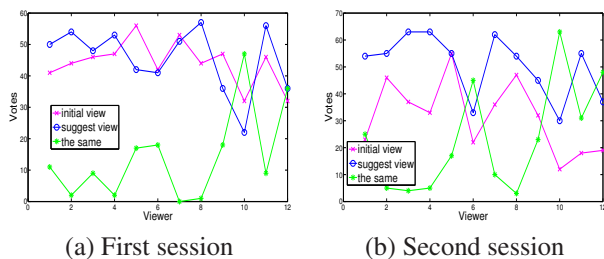 60
50
40
30
20
10
0
0 2 4 6 8 10 12
Votes
Viewer
initial view
suggest view
the same
(a) First session
70
60
50
40
30
20
10
0
0 2 4 6 8 10 12
Votes
Viewer
initial view
suggest view
the same
(b) Second session